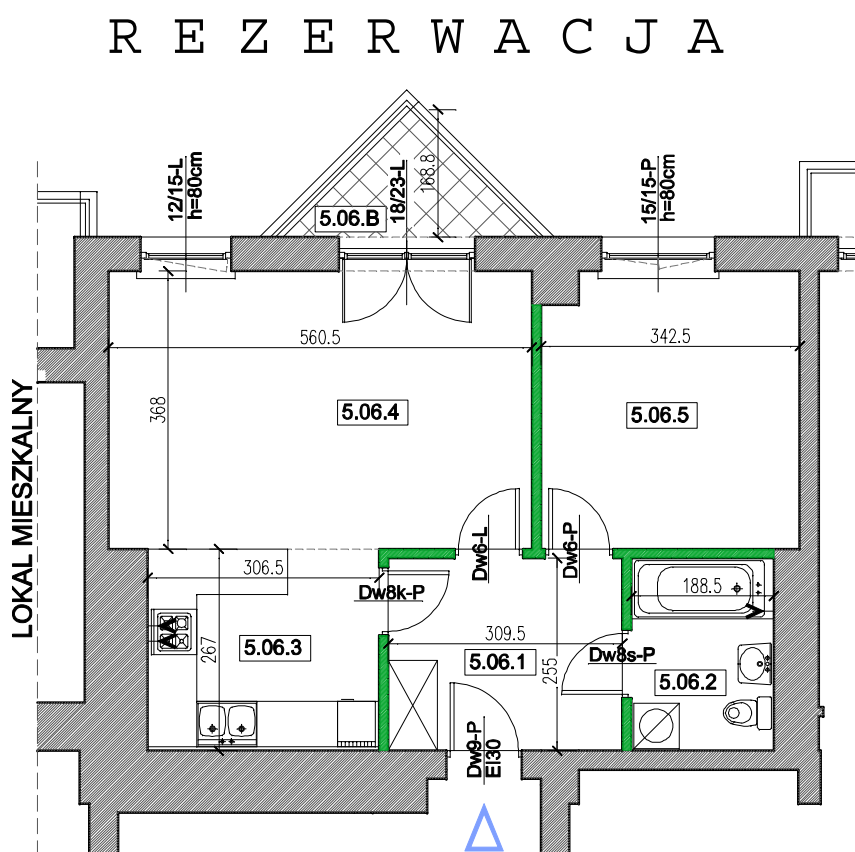 REZERWACJA
12/15-L
h=80cm
5.06.B
18/23-L
168.8
15/15-P
h=80cm
560.5
342.5
368
5.06.4
5.06.5
LOKAL MIESZKALNY
Dw6-L
Dw6-P
306.5
Dw8k-P
188.5
267
5.06.3
309.5
5.06.1
255
Dw8s-P
5.06.2
Dw9-P
EI30